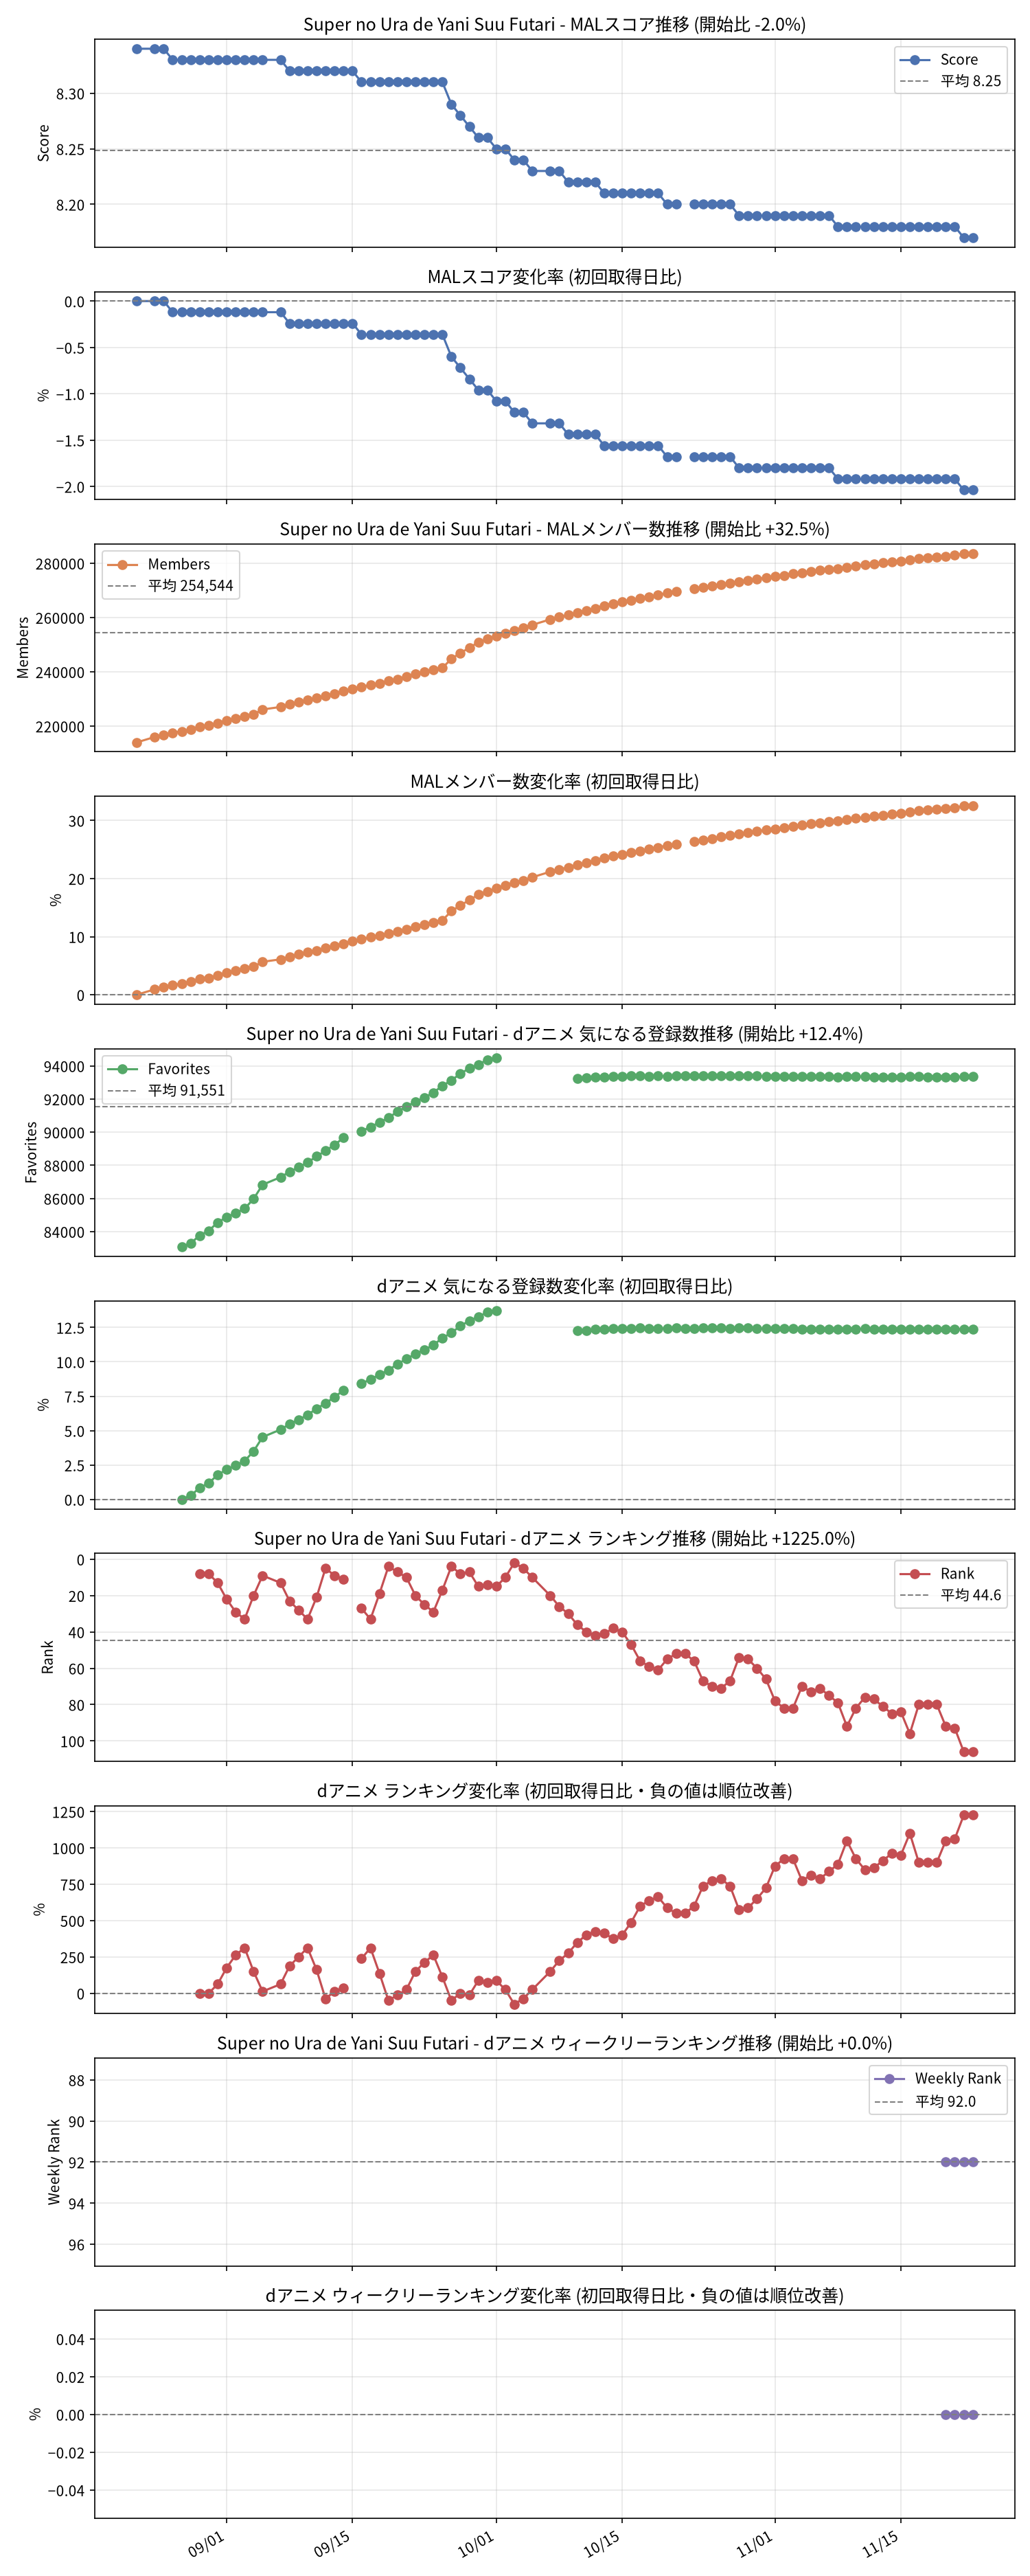 Super no Ura de Yani Suu Futari - MALスコア推移 (開始比 -2.0%)
Score
平均 8.25
8.30
8.25
8.20
Score
MALスコア変化率 (初回取得日比)
0.0
−0.5
−1.0
−1.5
−2.0
%
Super no Ura de Yani Suu Futari - MALメンバー数推移 (開始比 +32.5%)
Members
平均 254,544
280000
260000
240000
220000
Members
MALメンバー数変化率 (初回取得日比)
30
20
10
0
%
Super no Ura de Yani Suu Futari - dアニメ 気になる登録数推移 (開始比 +12.4%)
Favorites
平均 91,551
94000
92000
90000
88000
86000
84000
Favorites
dアニメ 気になる登録数変化率 (初回取得日比)
12.5
10.0
7.5
5.0
2.5
0.0
%
Super no Ura de Yani Suu Futari - dアニメ ランキング推移 (開始比 +1225.0%)
Rank
平均 44.6
0
20
40
60
80
100
Rank
dアニメ ランキング変化率 (初回取得日比・負の値は順位改善)
1250
1000
750
500
250
0
%
Super no Ura de Yani Suu Futari - dアニメ ウィークリーランキング推移 (開始比 +0.0%)
Weekly Rank
平均 92.0
88
90
92
94
96
Weekly Rank
dアニメ ウィークリーランキング変化率 (初回取得日比・負の値は順位改善)
0.04
0.02
0.00
−0.02
−0.04
%
09/01
09/15
10/01
10/15
11/01
11/15